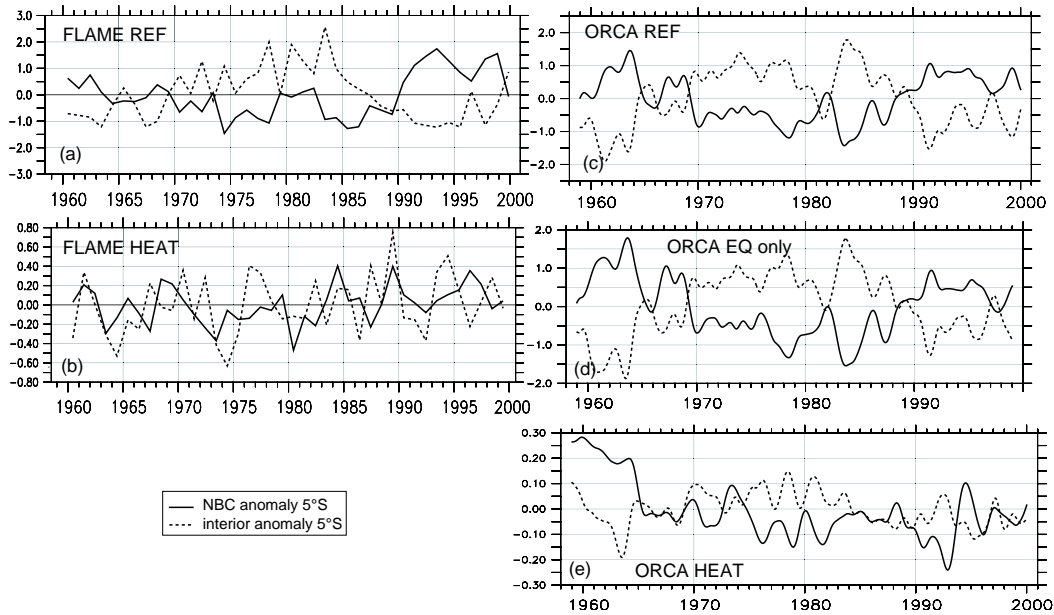 FLAME REF
3.0
2.0
1.0
0.0
-1.0
-2.0
-3.0
(a)
1960 1965 1970 1975 1980 1985 1990 1995 2000
ORCA REF
2.0
1.0
0.0
-1.0
-2.0
(c)
1960 1970 1980 1990 2000
FLAME HEAT
0.80
0.60
0.40
0.20
0.00
-0.20
-0.40
-0.60
-0.80
(b)
1960 1965 1970 1975 1980 1985 1990 1995 2000
ORCA EQ only
2.0
1.0
0.0
-1.0
-2.0
(d)
1960 1970 1980 1990
NBC anomaly 5°S
interior anomaly 5°S
0.30
0.20
0.10
0.00
-0.10
-0.20
-0.30
(e)
ORCA HEAT
1960 1970 1980 1990 2000